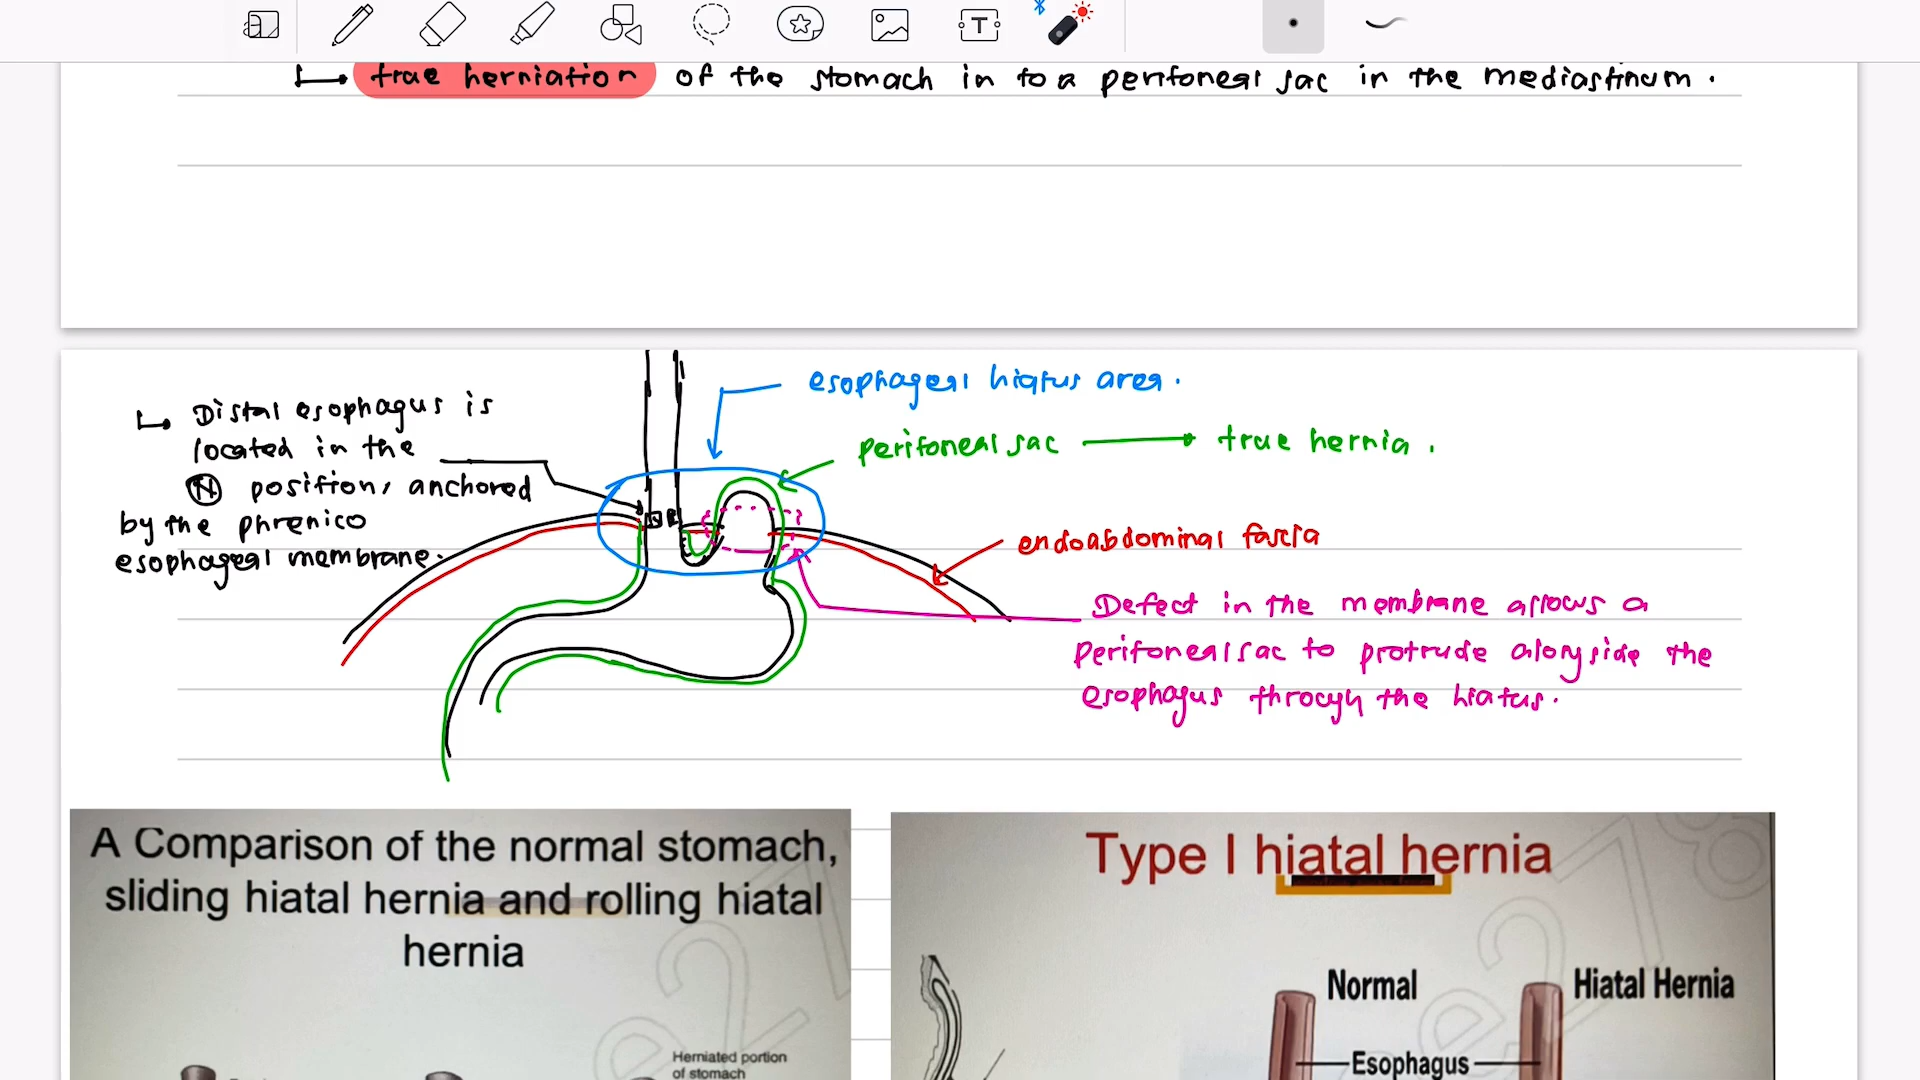 true herniation of the stomach in to a peritoneal sac in the mediastinum.
esophageal hiatus area.
Distal esophagus is
located in the
N position, anchored
by the phrenico
esophageal membrane.
peritoneal sac → true hernia.
endoabdominal fascia
Defect in the membrane allows a
peritoneal sac to protrude alongside the
esophagus through the hiatus.
A Comparison of the normal stomach,
sliding hiatal hernia and rolling hiatal
hernia
Herniated portion
of stomach
Type I hiatal hernia
Normal
Hiatal Hernia
Esophagus